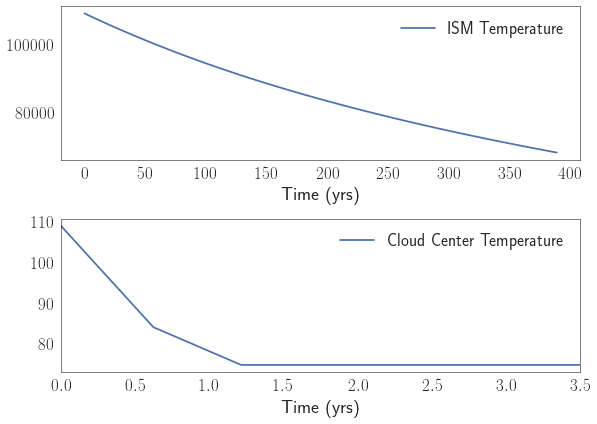 ISM Temperature
100000
80000
0 50 100 150 200 250 300 350 400
Time (yrs)
110
Cloud Center Temperature
100
90
80
0.0 0.5 1.0 1.5 2.0 2.5 3.0 3.5
Time (yrs)